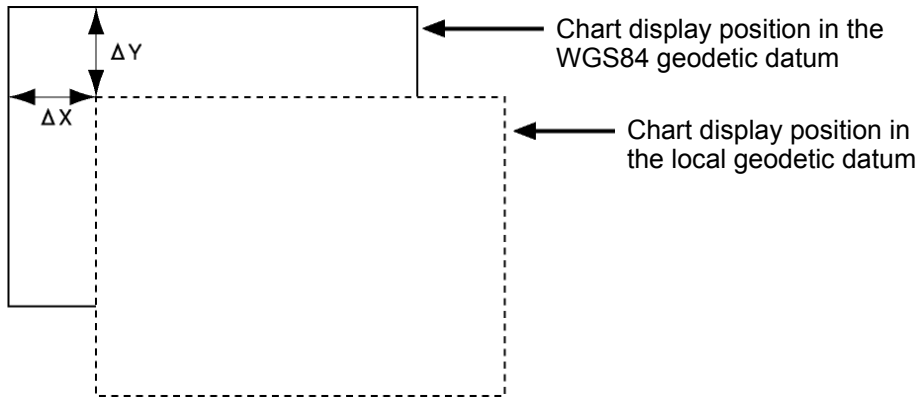 ΔY
Chart display position in the
WGS84 geodetic datum
ΔX
Chart display position in
the local geodetic datum